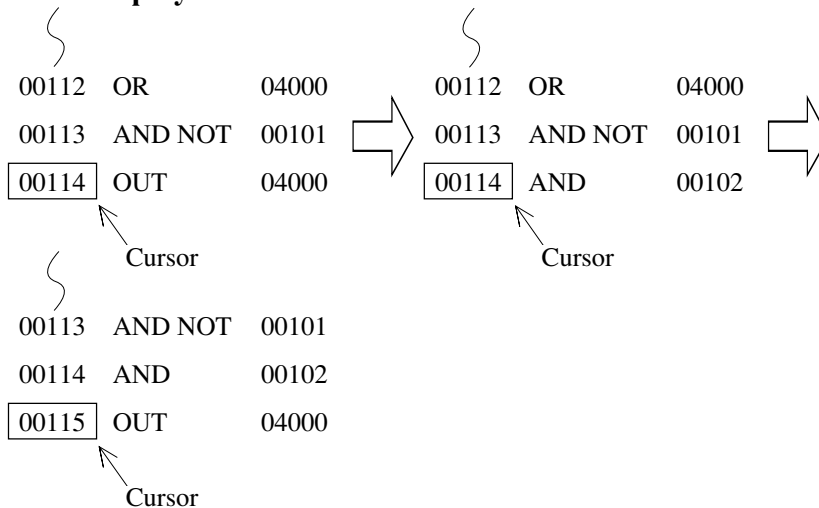 00112 OR 04000
00113 AND NOT 00101
00114 OUT 04000
Cursor
00112 OR 04000
00113 AND NOT 00101
00114 AND 00102
Cursor
00113 AND NOT 00101
00114 AND 00102
00115 OUT 04000
Cursor